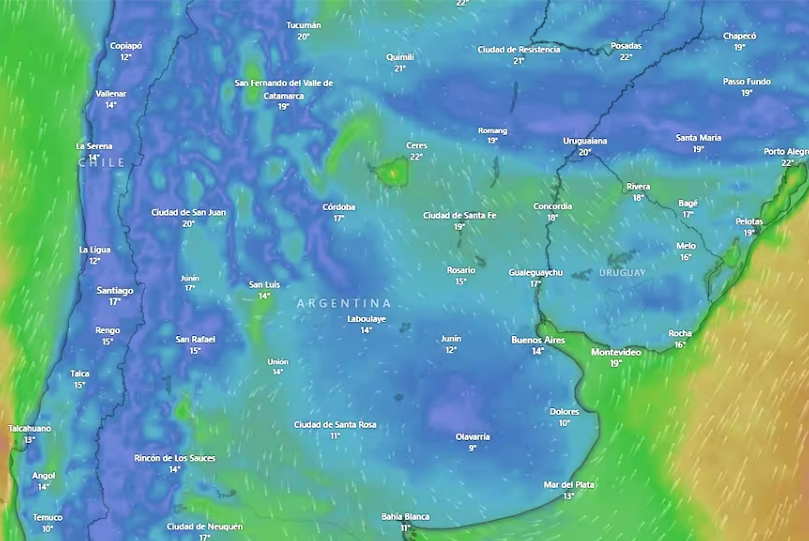 22°
Tucumán
20°
Copiapó
12°
Quimilí
21°
Ciudad de Resistencia
21°
Posadas
22°
Chapecó
19°
Vallenar
14°
San Fernando del Valle de
Catamarca
19°
Passo Fundo
19°
La Serena
14°
CHILE
Ceres
22°
Romang
19°
Uruguaiana
20°
Santa Maria
19°
Porto Alegre
22°
Ciudad de San Juan
20°
Córdoba
17°
Ciudad de Santa Fe
19°
Concordia
18°
Rivera
18°
Bagé
17°
Pelotas
19°
La Ligua
12°
Melo
16°
Junín
17°
San Luis
14°
Rosario
15°
Gualeguaychu
17°
URUGUAY
Santiago
17°
ARGENTINA
Laboulaye
14°
Rengo
15°
San Rafael
15°
Junín
12°
Buenos Aires
14°
Rocha
16°
Montevideo
19°
Unión
14°
Talca
15°
Talcahuano
13°
Ciudad de Santa Rosa
11°
Dolores
10°
Olavarría
9°
Rincón de Los Sauces
14°
Angol
14°
Mar del Plata
13°
Temuco
10°
Ciudad de Neuquén
17°
Bahía Blanca
11°